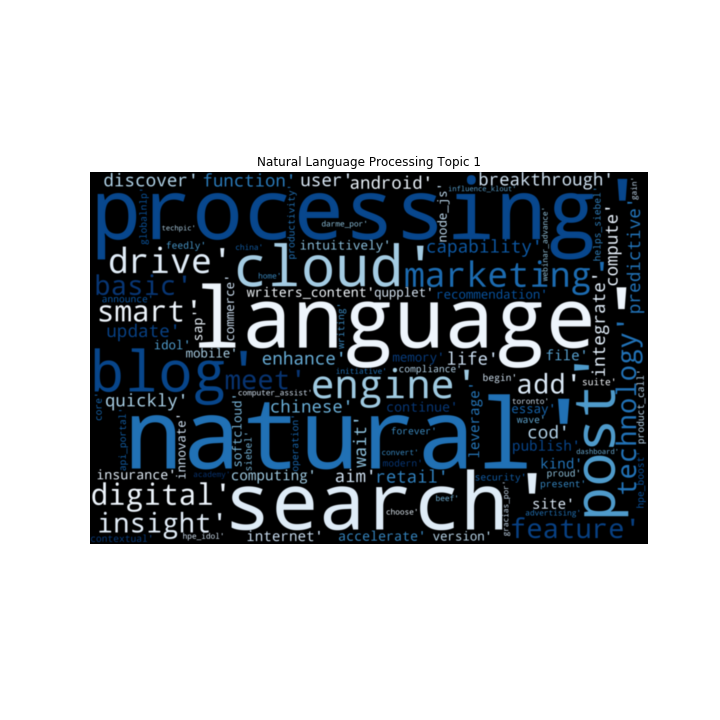 Natural Language Processing Topic 1
discover' function' user' android' breakthrough'
influence_klout'
processing'
globalnlp'
techpic'
productivity'
darme_por'
node_js'
webinar_advance'
helps_siebel'
gain'
feedly' china' intuitively' capability'
drive' cloud' marketing' compute' predictive'
home'
basic' writers_content' qupplet' recommendation'
announce' commerce' language' integrate'
smart' sap' writing'
update'
idol' mobile' enhance' memory' life' file'
blog' meet' initiative' compliance' engine' begin' add' suite'
core' quickly' computer_assist' chinese' continue' leverage' toronto' essay' technology' product_call'
natural' post'
api_portal' innovate' softcloud' siebel' operation' wait' forever' wave' cod' publish'
convert' modern' dashboard'
insurance' academy' computing' aim' retail' security' kind' proud' present'
digital' search' beef' gracias_por' site' hpe_boost'
insight' choose' advertising' feature'
contextual' hpe_idol' internet' accelerate' version'